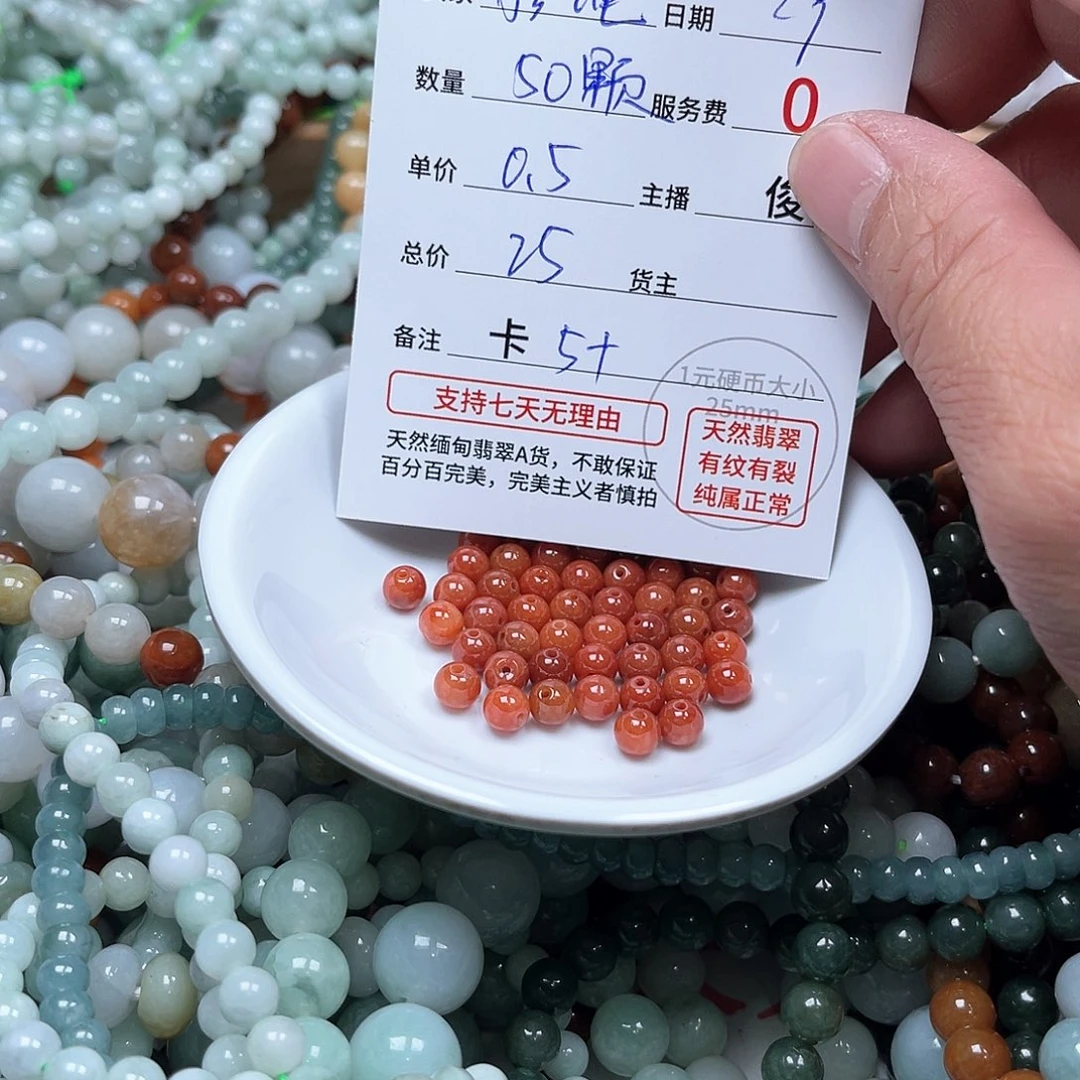 日期 29
数量 50颗 服务费 0
单价 0.5 主播 俊
总价 25 货主
备注 卡 5+
1元硬币大小
25mm
支持七天无理由
天然缅甸翡翠A货，不敢保证
百分百完美，完美主义者慎拍
天然翡翠
有纹有裂
纯属正常